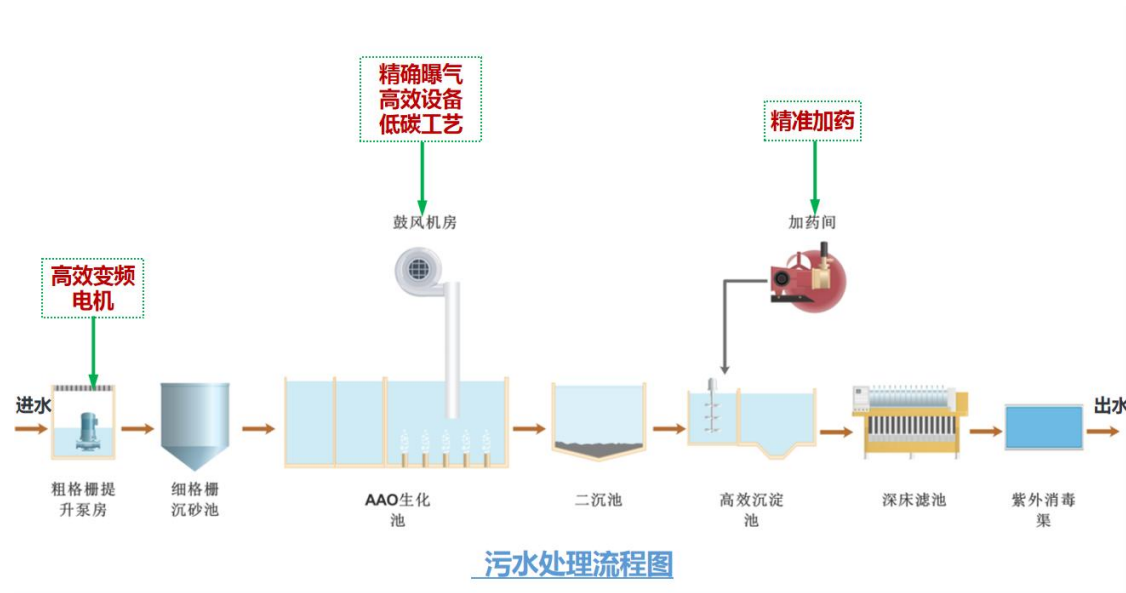 精确曝气
高效设备
低碳工艺
精准加药
鼓风机房
加药间
高效变频
电机
进水
出水
粗格栅提
升泵房
细格栅
沉砂池
AAO生化
池
二沉池
高效沉淀
池
深床滤池
紫外消毒
渠
污水处理流程图